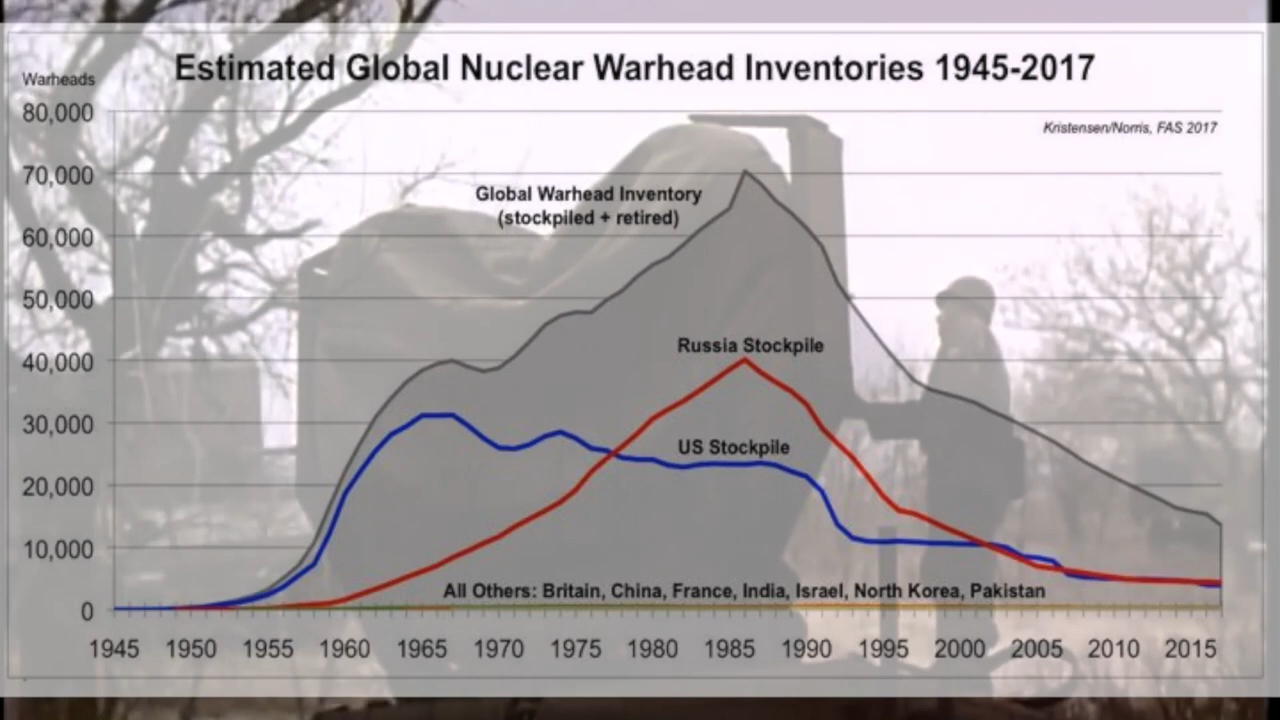 Estimated Global Nuclear Warhead Inventories 1945-2017
Warheads
80,000
Kristensen/Norris, FAS 2017
70,000
Global Warhead Inventory
(stockpiled + retired)
60,000
50,000
40,000
Russia Stockpile
30,000
US Stockpile
20,000
10,000
All Others: Britain, China, France, India, Israel, North Korea, Pakistan
0
1945 1950 1955 1960 1965 1970 1975 1980 1985 1990 1995 2000 2005 2010 2015